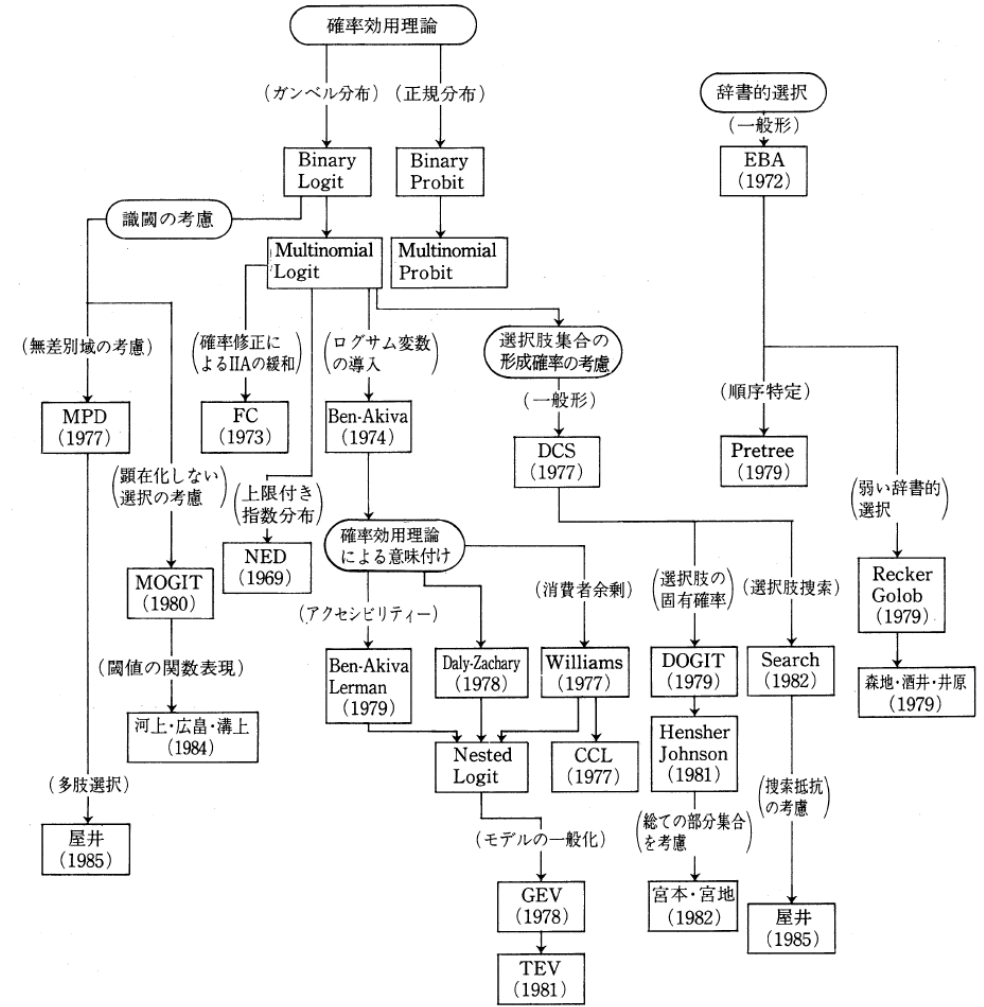 確率効用理論
(ガンベル分布)
(正規分布)
辞書的選択
(一般形)
Binary
Logit
Binary
Probit
EBA
(1972)
識閾の考慮
Multinomial
Logit
Multinomial
Probit
(無差別域の考慮)
(確率修正に
よるIIAの緩和)
(ログサム変数
の導入)
選択肢集合の
形成確率の考慮
(一般形)
(順序特定)
MPD
(1977)
FC
(1973)
Ben-Akiva
(1974)
DCS
(1977)
Pretree
(1979)
(顕在化しない
選択の考慮)
(上限付き
指数分布)
(弱い辞書的
選択)
確率効用理論
による意味付け
NED
(1969)
MOGIT
(1980)
(アクセシビリティー)
(消費者余剰)
(選択肢の
固有確率)
(選択肢捜索)
Recker
Golob
(1979)
(閾値の関数表現)
Ben-Akiva
Lerman
(1979)
Daly-Zachary
(1978)
Williams
(1977)
DOGIT
(1979)
Search
(1982)
森地・酒井・井原
(1979)
河上・広畠・溝上
(1984)
Nested
Logit
CCL
(1977)
Hensher
Johnson
(1981)
(多肢選択)
(捜索抵抗
の考慮)
屋井
(1985)
(モデルの一般化)
(総ての部分集合
を考慮)
GEV
(1978)
宮本・宮地
(1982)
屋井
(1985)
TEV
(1981)